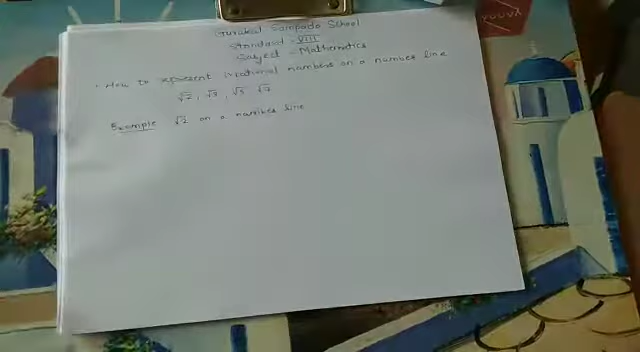 Gurukul Sampada School
Standard :- VIII
Subject :- Mathematics
· How to represent irrational numbers on a number line
√2, √3, √5 √7
Example √2 on a number line
YOUVA